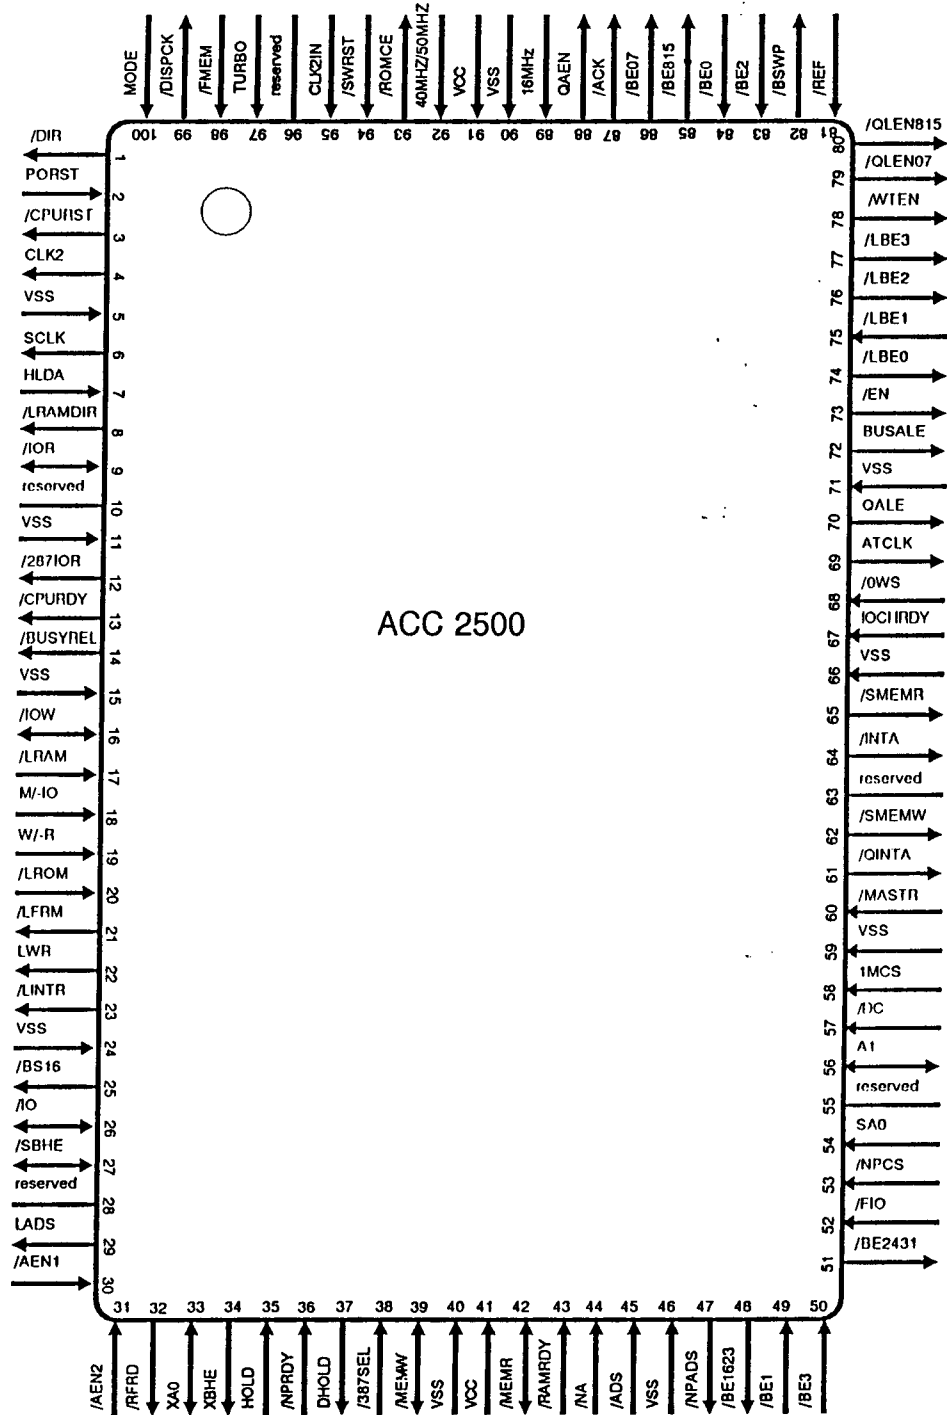 MODE
/DISPCK
/FMEM
TURBO
reserved
CLK2IN
/SWRST
/ROMCE
40MHZ/50MHZ
VCC
VSS
16MHz
QAEN
/ACK
/BE07
/BE815
/BE0
/BE2
/BSWP
/REF
100
99
98
97
96
95
94
93
92
91
90
89
88
87
86
85
84
83
82
81
/DIR
1
PORST
2
/CPURST
3
CLK2
4
VSS
5
SCLK
6
HLDA
7
/LRAMDIR
8
/IOR
9
reserved
10
VSS
11
/287IOR
12
/CPURDY
13
/BUSYREL
14
VSS
15
/IOW
16
/LRAM
17
M/-IO
18
W/-R
19
/LROM
20
/LFRM
21
LWR
22
/LINTR
23
VSS
24
/BS16
25
/IO
26
/SBHE
27
reserved
28
LADS
29
/AEN1
30
ACC 2500
/QLEN815
80
/QLEN07
79
/WTEN
78
/LBE3
77
/LBE2
76
/LBE1
75
/LBE0
74
/EN
73
BUSALE
72
VSS
71
QALE
70
ATCLK
69
/0WS
68
IOCHRDY
67
VSS
66
/SMEMR
65
/INTA
64
reserved
63
/SMEMW
62
/QINTA
61
/MASTR
60
VSS
59
1MCS
58
/DC
57
A1
56
reserved
55
SA0
54
/NPCS
53
/FIO
52
/BE2431
51
31
32
33
34
35
36
37
38
39
40
41
42
43
44
45
46
47
48
49
50
/AEN2
/RFRD
XA0
XBHE
HOLD
/NPRDY
DHOLD
/387SEL
/MEMW
VSS
VCC
/MEMR
/RAMRDY
/NA
/ADS
VSS
/NPADS
/BE1623
/BE1
/BE3